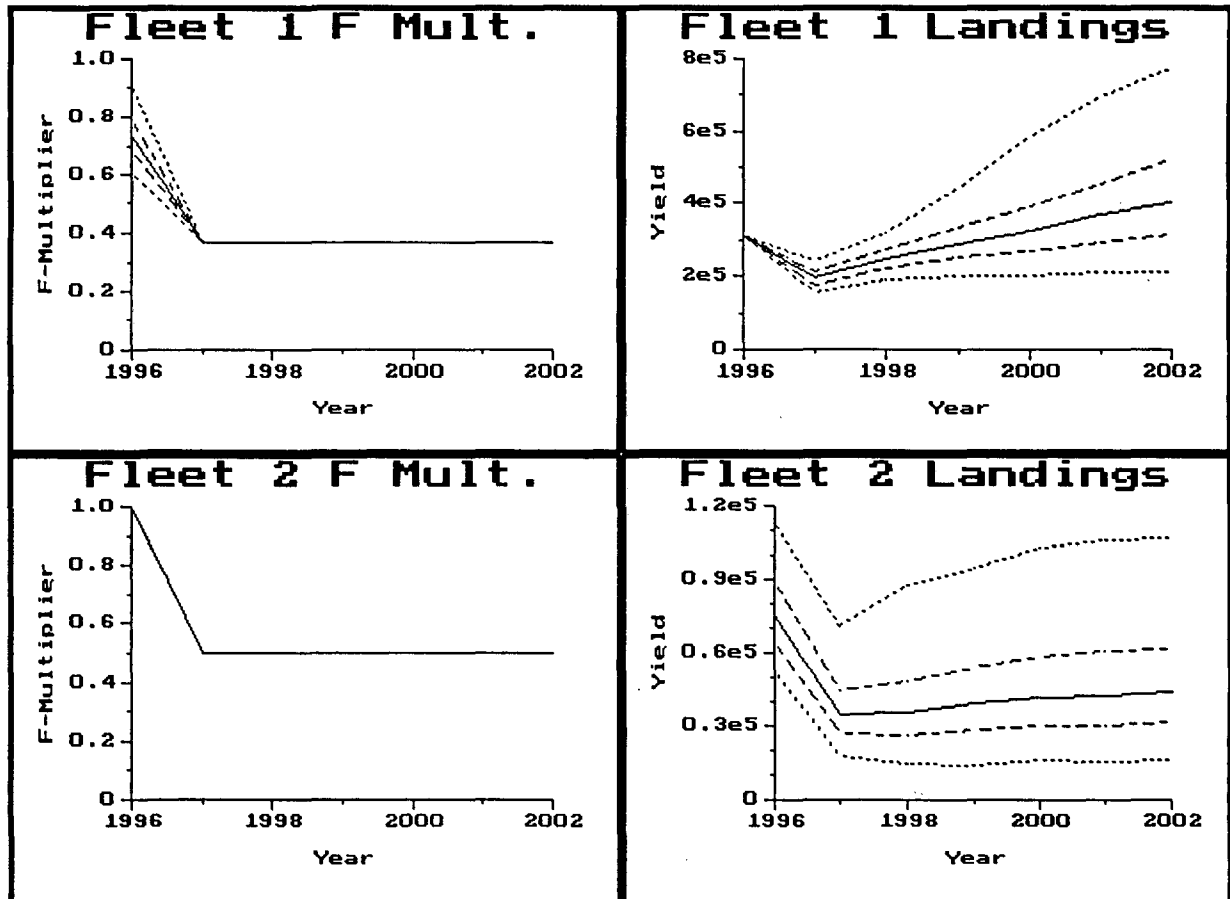 Fleet 1 F Mult.
1.0
0.8
0.6
0.4
0.2
0
F-Multiplier
1996 1998 2000 2002
Year
Fleet 1 Landings
8e5
6e5
4e5
2e5
0
Yield
1996 1998 2000 2002
Year
Fleet 2 F Mult.
1.0
0.8
0.6
0.4
0.2
0
F-Multiplier
1996 1998 2000 2002
Year
Fleet 2 Landings
1.2e5
0.9e5
0.6e5
0.3e5
0
Yield
1996 1998 2000 2002
Year